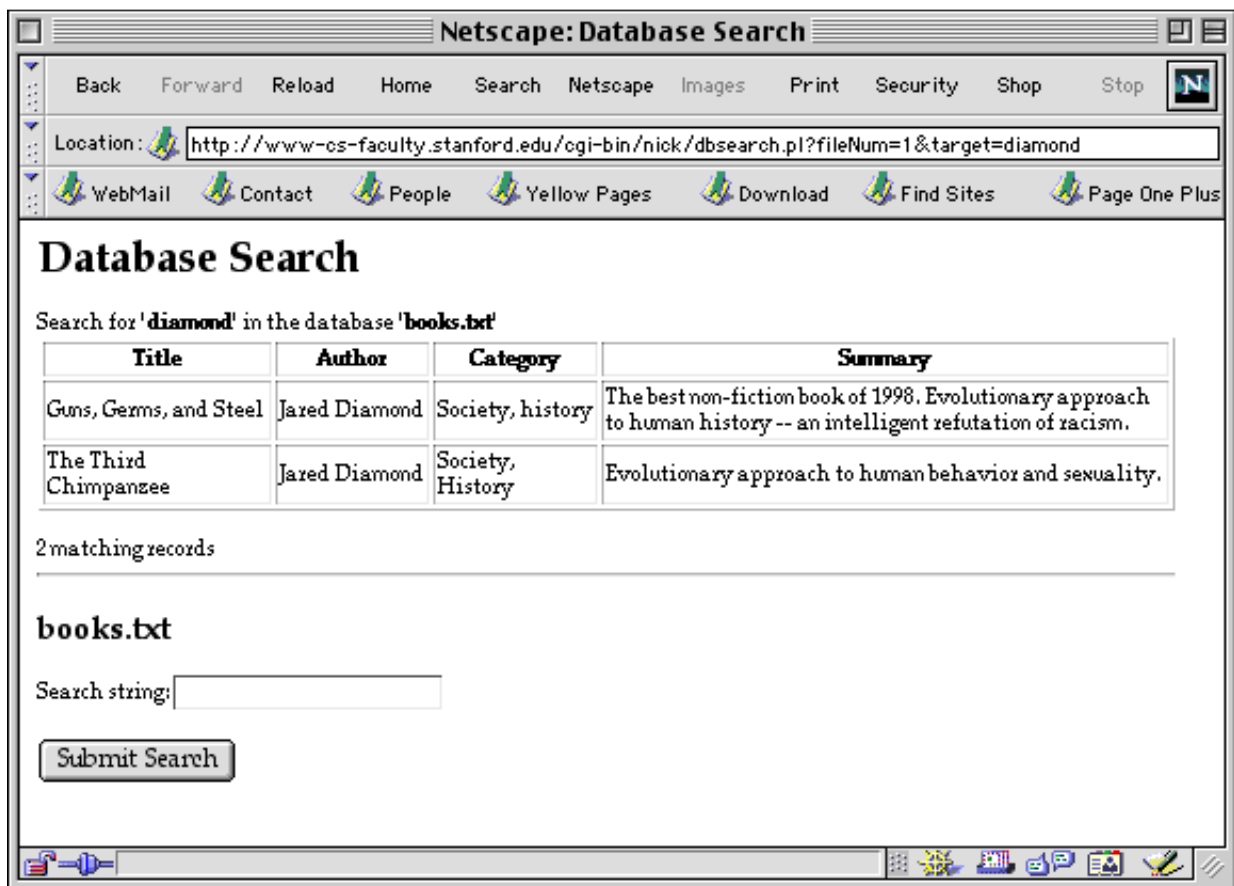 Netscape: Database Search
Back Forward Reload Home Search Netscape Images Print Security Shop Stop N
Location: http://www-cs-faculty.stanford.edu/cgi-bin/nick/dbsearch.pl?fileNum=1&target=diamond
WebMail Contact People Yellow Pages Download Find Sites Page One Plus
Database Search
Search for 'diamond' in the database 'books.txt'
Title Author Category Summary
Guns, Germs, and Steel Jared Diamond Society, history The best non-fiction book of 1998. Evolutionary approach
to human history -- an intelligent refutation of racism.
The Third
Chimpanzee Jared Diamond Society,
History Evolutionary approach to human behavior and sexuality.
2 matching records
books.txt
Search string:
Submit Search